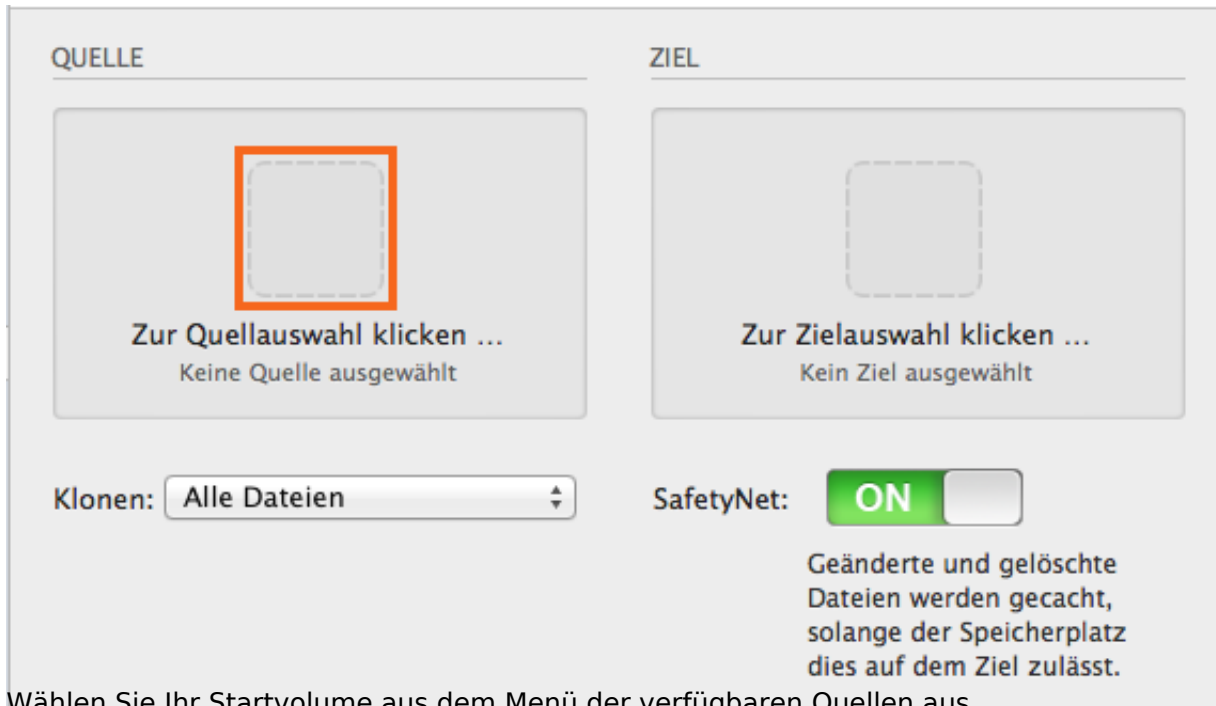 QUELLE
ZIEL
Zur Quellauswahl klicken ...
Keine Quelle ausgewählt
Zur Zielauswahl klicken ...
Kein Ziel ausgewählt
Klonen: Alle Dateien
SafetyNet: ON
Geänderte und gelöschte
Dateien werden gecacht,
solange der Speicherplatz
dies auf dem Ziel zulässt.
Wählen Sie Ihr Startvolume aus dem Menü der verfügbaren Quellen aus